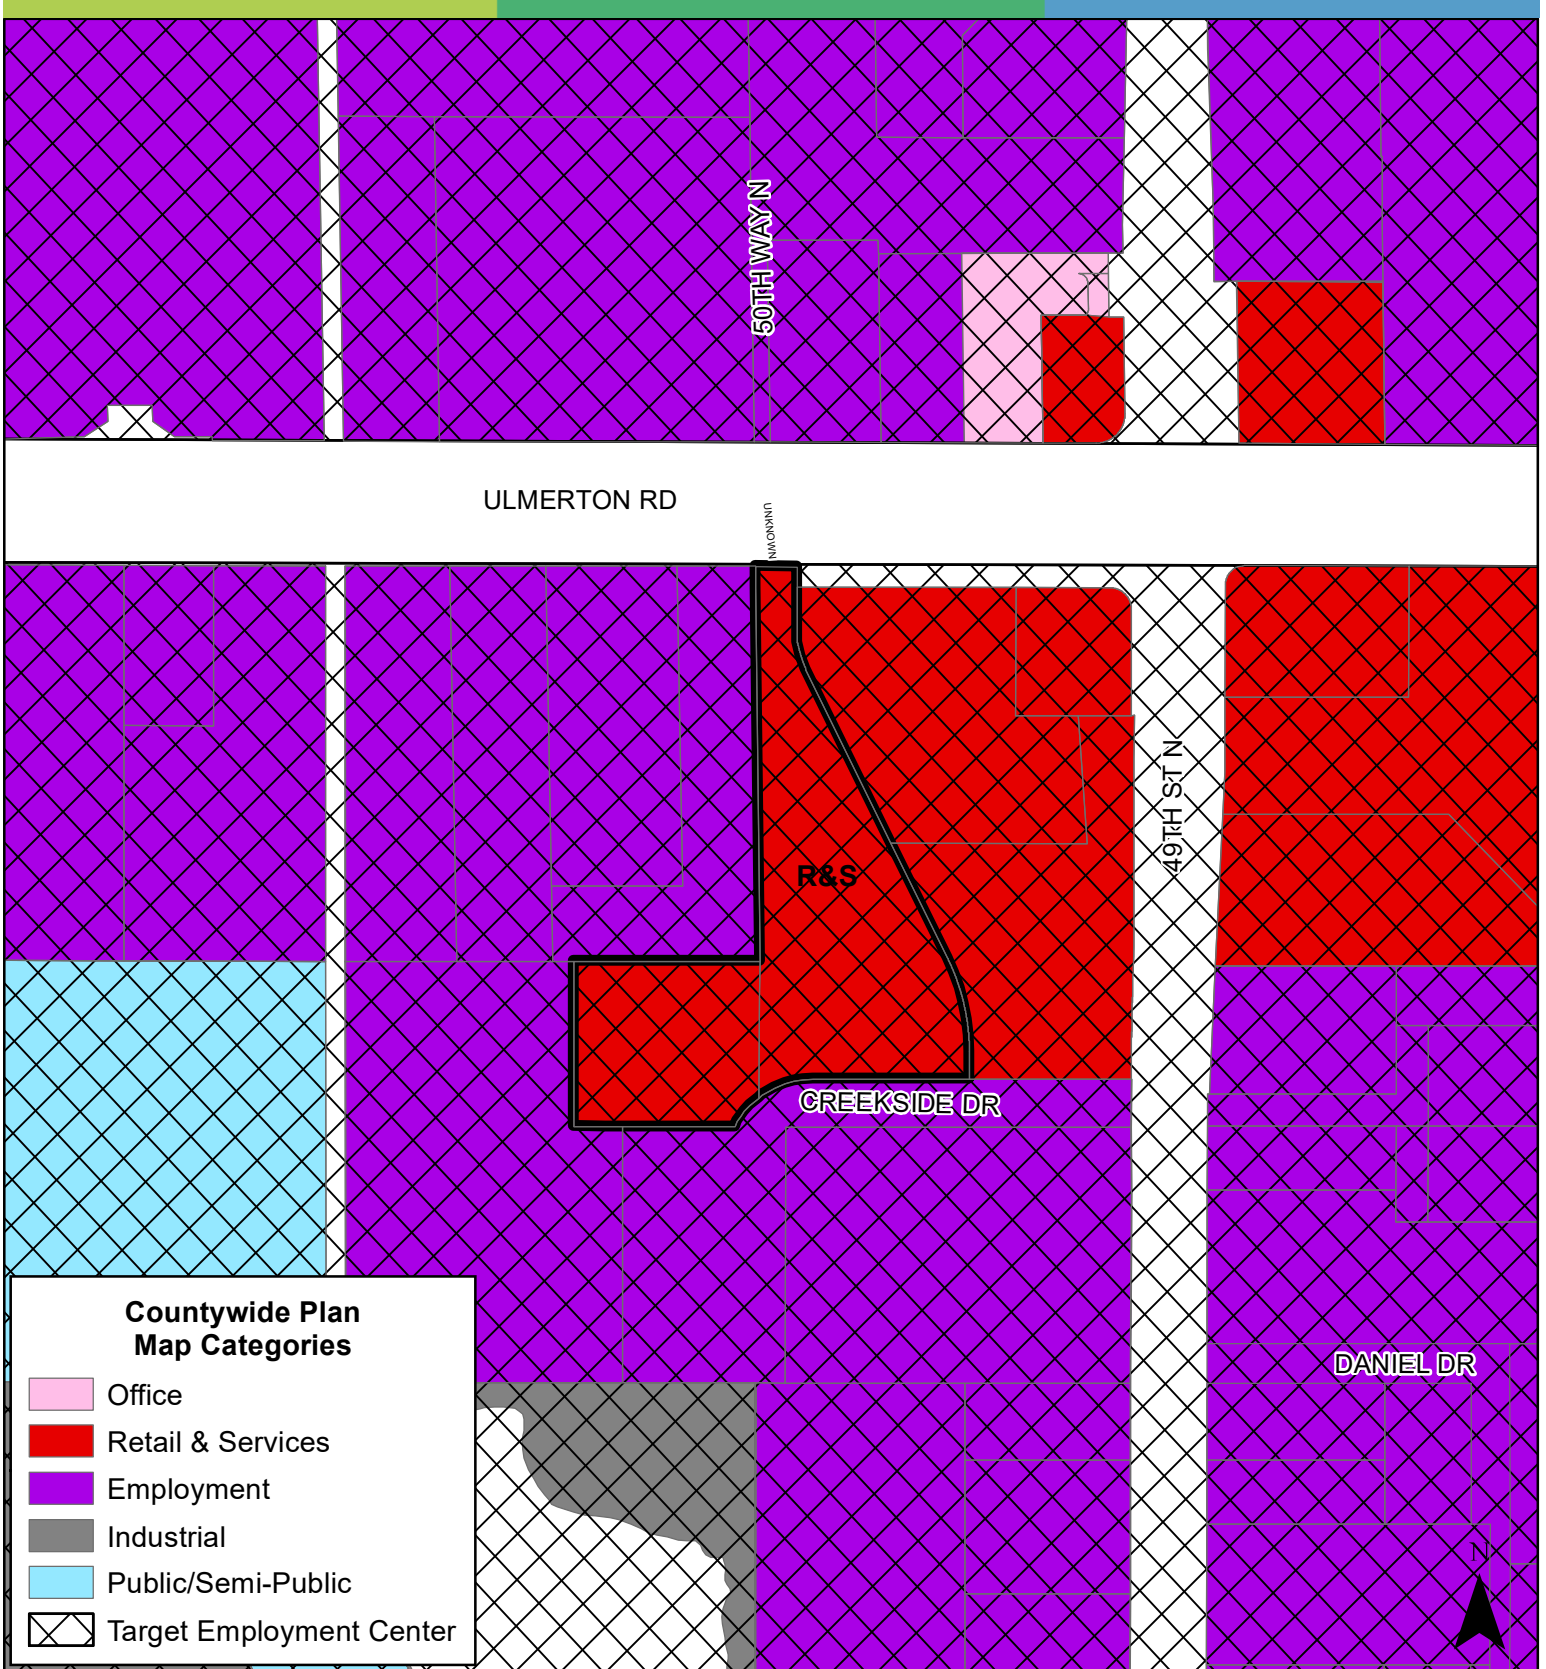 50TH WAY N
ULMERTON RD
UNKNOWN
49TH ST N
R&S
CREEKSIDE DR
Countywide Plan
Map Categories
Office
Retail & Services
Employment
Industrial
Public/Semi-Public
Target Employment Center
DANIEL DR
N